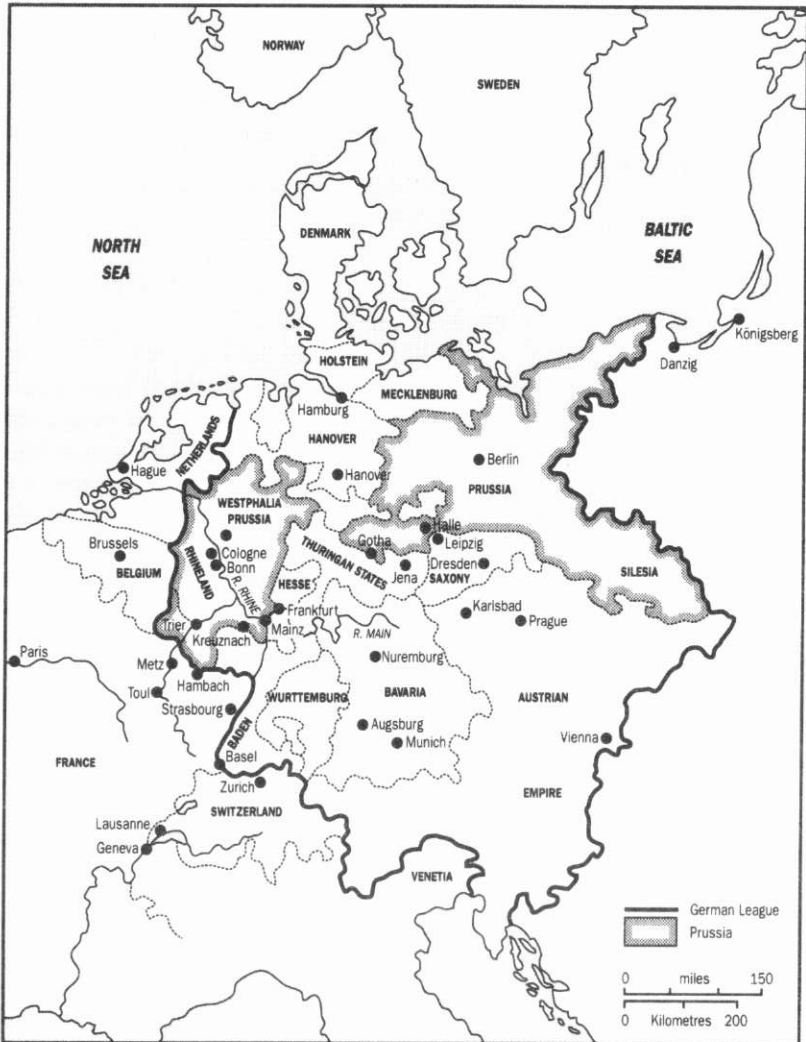 NORWAY
SWEDEN
NORTH
SEA
DENMARK
BALTIC
SEA
Königsberg
Danzig
HOLSTEIN
MECKLENBURG
Hamburg
HANOVER
NETHERLANDS
Hague
Hanover
Berlin
PRUSSIA
WESTPHALIA
PRUSSIA
Brussels
BELGIUM
Cologne
Bonn
RHINELAND
R. RHINE
HESSE
THURINGAN STATES
Gotha
Halle
Leipzig
Jena
Dresden
SAXONY
SILESIA
Frankfurt
Karlsbad
Prague
Trier
Kreuznach
Mainz
R. MAIN
Paris
Metz
Nuremburg
Toul
Hambach
Strasbourg
WURTTEMBURG
BAVARIA
AUSTRIAN
BADEN
Augsburg
Munich
Vienna
Basel
FRANCE
Zurich
SWITZERLAND
EMPIRE
Lausanne
Geneva
VENETIA
German League
Prussia
0 miles 150
0 Kilometres 200